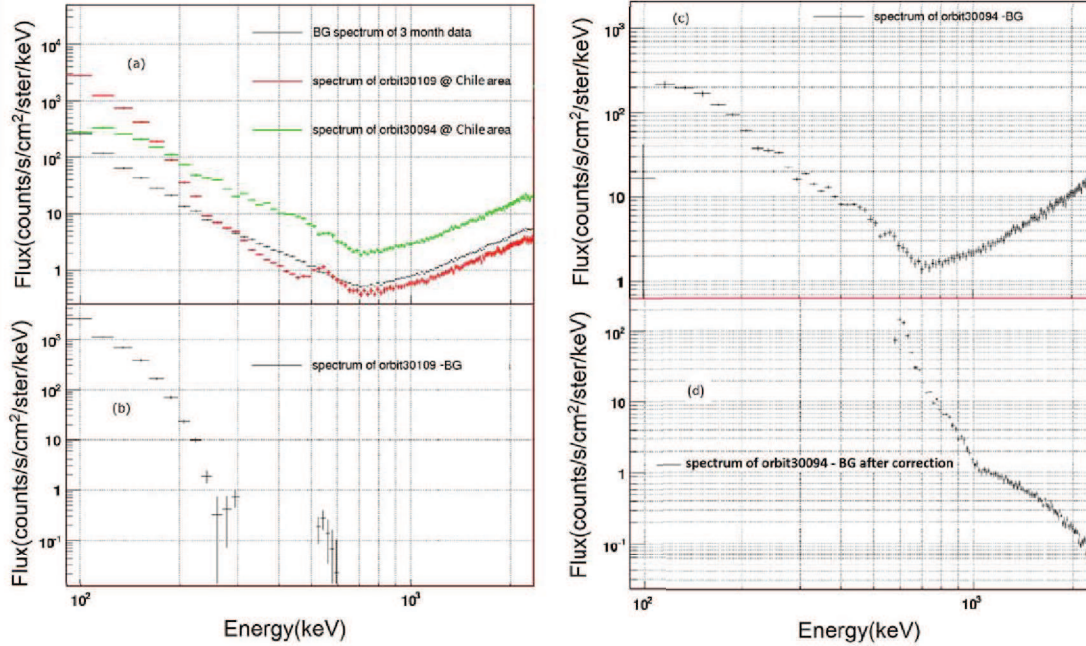 (a)
BG spectrum of 3 month data
spectrum of orbit30109 @ Chile area
spectrum of orbit30094 @ Chile area
10⁴
10³
10²
10
1
Flux(counts/s/cm²/ster/keV)
(b)
spectrum of orbit30109 -BG
10³
10²
10
1
10⁻¹
Flux(counts/s/cm²/ster/keV)
10²
10³
Energy(keV)
(c)
spectrum of orbit30094 -BG
10³
10²
10
1
Flux(counts/s/cm²/ster/keV)
(d)
spectrum of orbit30094 - BG after correction
10²
10
1
10⁻¹
Flux(counts/s/cm²/ster/keV)
10²
10³
Energy(keV)